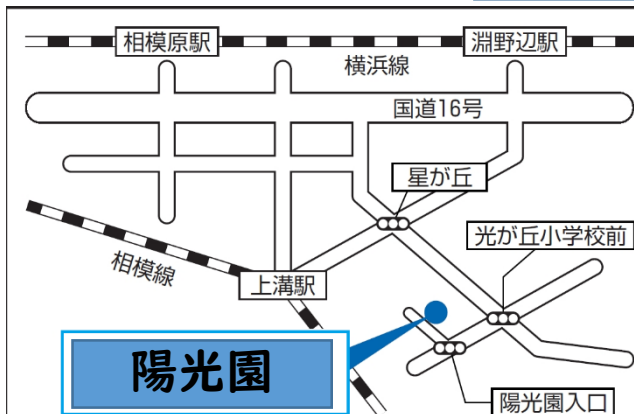 相模原駅
淵野辺駅
横浜線
国道16号
星が丘
光が丘小学校前
相模線
上溝駅
陽光園
陽光園入口